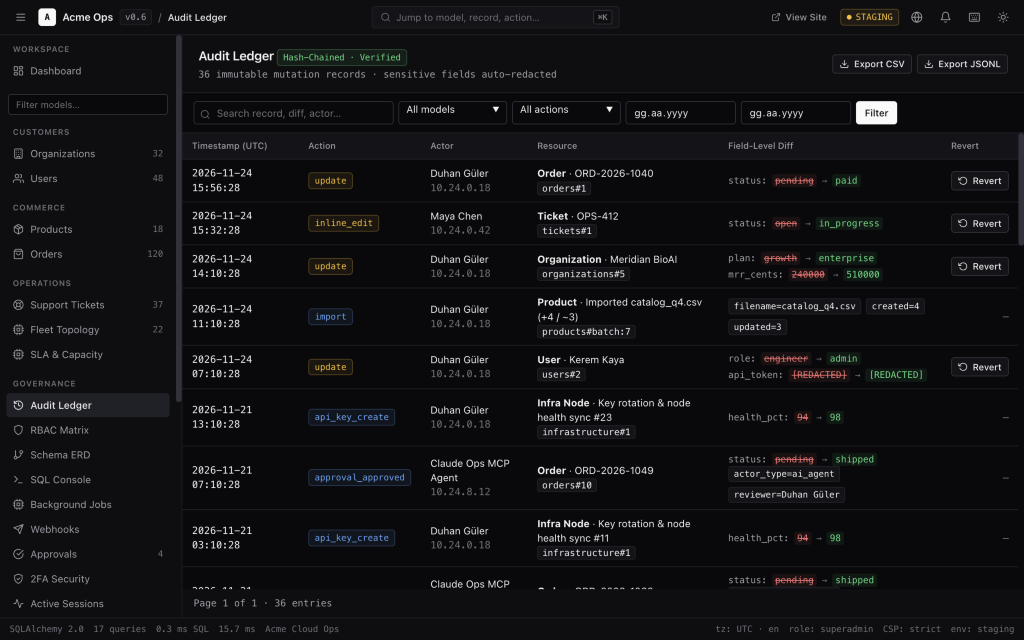 A Acme Ops v0.6 / Audit Ledger
Jump to model, record, action... ⌘K
View Site STAGING
WORKSPACE
Dashboard
Filter models...
CUSTOMERS
Organizations 32
Users 48
COMMERCE
Products 18
Orders 120
OPERATIONS
Support Tickets 37
Fleet Topology 22
SLA & Capacity
GOVERNANCE
Audit Ledger
RBAC Matrix
Schema ERD
SQL Console
Background Jobs
Webhooks
Approvals 4
2FA Security
Active Sessions
Audit Ledger Hash-Chained · Verified
36 immutable mutation records · sensitive fields auto-redacted
Export CSV Export JSONL
Search record, diff, actor... All models All actions gg.aa.yyyy gg.aa.yyyy Filter
Timestamp (UTC) Action Actor Resource Field-Level Diff Revert
2026-11-24
15:56:28
update
Duhan Güler
10.24.0.18
Order · ORD-2026-1040
orders#1
status: pending → paid
Revert
2026-11-24
15:32:28
inline_edit
Maya Chen
10.24.0.42
Ticket · OPS-412
tickets#1
status: open → in_progress
Revert
2026-11-24
14:10:28
update
Duhan Güler
10.24.0.18
Organization · Meridian BioAI
organizations#5
plan: growth → enterprise
mrr_cents: 240000 → 510000
Revert
2026-11-24
11:10:28
import
Duhan Güler
10.24.0.18
Product · Imported catalog_q4.csv
(+4 / ~3)
products#batch:7
filename=catalog_q4.csv created=4
updated=3
—
2026-11-24
07:10:28
update
Duhan Güler
10.24.0.18
User · Kerem Kaya
users#2
role: engineer → admin
api_token: [REDACTED] → [REDACTED]
Revert
2026-11-21
13:10:28
api_key_create
Duhan Güler
10.24.0.18
Infra Node · Key rotation & node
health sync #23
infrastructure#1
health_pct: 94 → 98
—
2026-11-21
07:10:28
approval_approved
Claude Ops MCP
Agent
10.24.8.12
Order · ORD-2026-1049
orders#10
status: pending → shipped
actor_type=ai_agent
reviewer=Duhan Güler
—
2026-11-21
03:10:28
api_key_create
Duhan Güler
10.24.0.18
Infra Node · Key rotation & node
health sync #11
infrastructure#1
health_pct: 94 → 98
—
Claude Ops MCP
status: pending → shipped
Page 1 of 1 · 36 entries
SQLAlchemy 2.0 17 queries 0.3 ms SQL 15.7 ms Acme Cloud Ops
tz: UTC · en role: superadmin CSP: strict env: staging